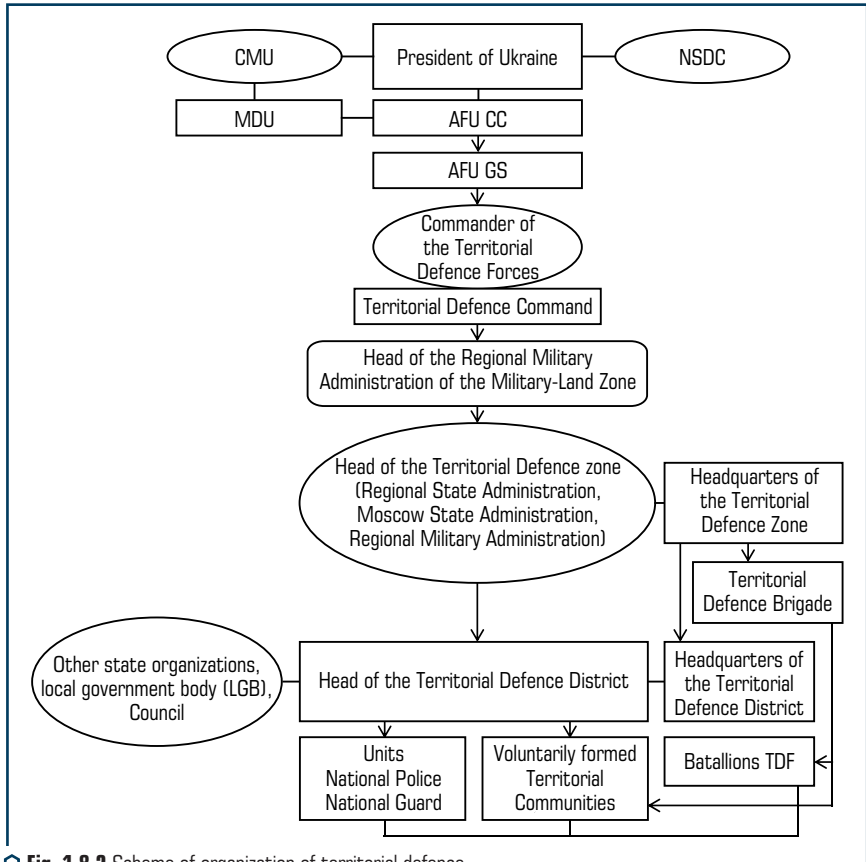 CMU
President of Ukraine
NSDC
MDU
AFU CC
AFU GS
Commander of
the Territorial
Defence Forces
Territorial Defence Command
Head of the Regional Military
Administration of the Military-Land Zone
Head of the Territorial Defence zone
(Regional State Administration,
Moscow State Administration,
Regional Military Administration)
Headquarters of
the Territorial
Defence Zone
Territorial
Defence Brigade
Other state organizations,
local government body (LGB),
Council
Head of the Territorial Defence District
Headquarters of
the Territorial
Defence District
Units
National Police
National Guard
Voluntarily formed
Territorial
Communities
Batallions TDF
Scheme of organization of territorial defence